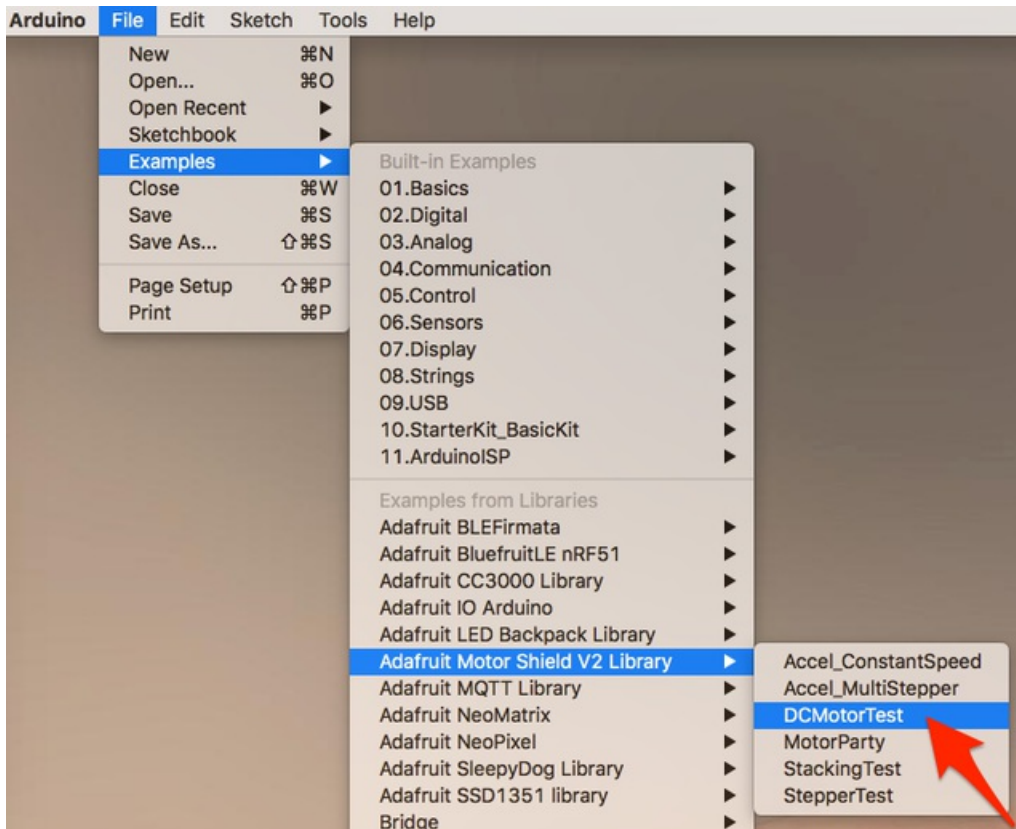 Arduino File Edit Sketch Tools Help
New ⌘N
Open... ⌘O
Open Recent ▶
Sketchbook ▶
Examples ▶
Close ⌘W
Save ⌘S
Save As... ⇧⌘S
Page Setup ⇧⌘P
Print ⌘P
Built-in Examples
01.Basics ▶
02.Digital ▶
03.Analog ▶
04.Communication ▶
05.Control ▶
06.Sensors ▶
07.Display ▶
08.Strings ▶
09.USB ▶
10.StarterKit_BasicKit ▶
11.ArduinoISP ▶
Examples from Libraries
Adafruit BLEFirmata ▶
Adafruit BluefruitLE nRF51 ▶
Adafruit CC3000 Library ▶
Adafruit IO Arduino ▶
Adafruit LED Backpack Library ▶
Adafruit Motor Shield V2 Library ▶
Adafruit MQTT Library ▶
Adafruit NeoMatrix ▶
Adafruit NeoPixel ▶
Adafruit SleepyDog Library ▶
Adafruit SSD1351 library ▶
Bridge ▶
Accel_ConstantSpeed
Accel_MultiStepper
DCMotorTest
MotorParty
StackingTest
StepperTest